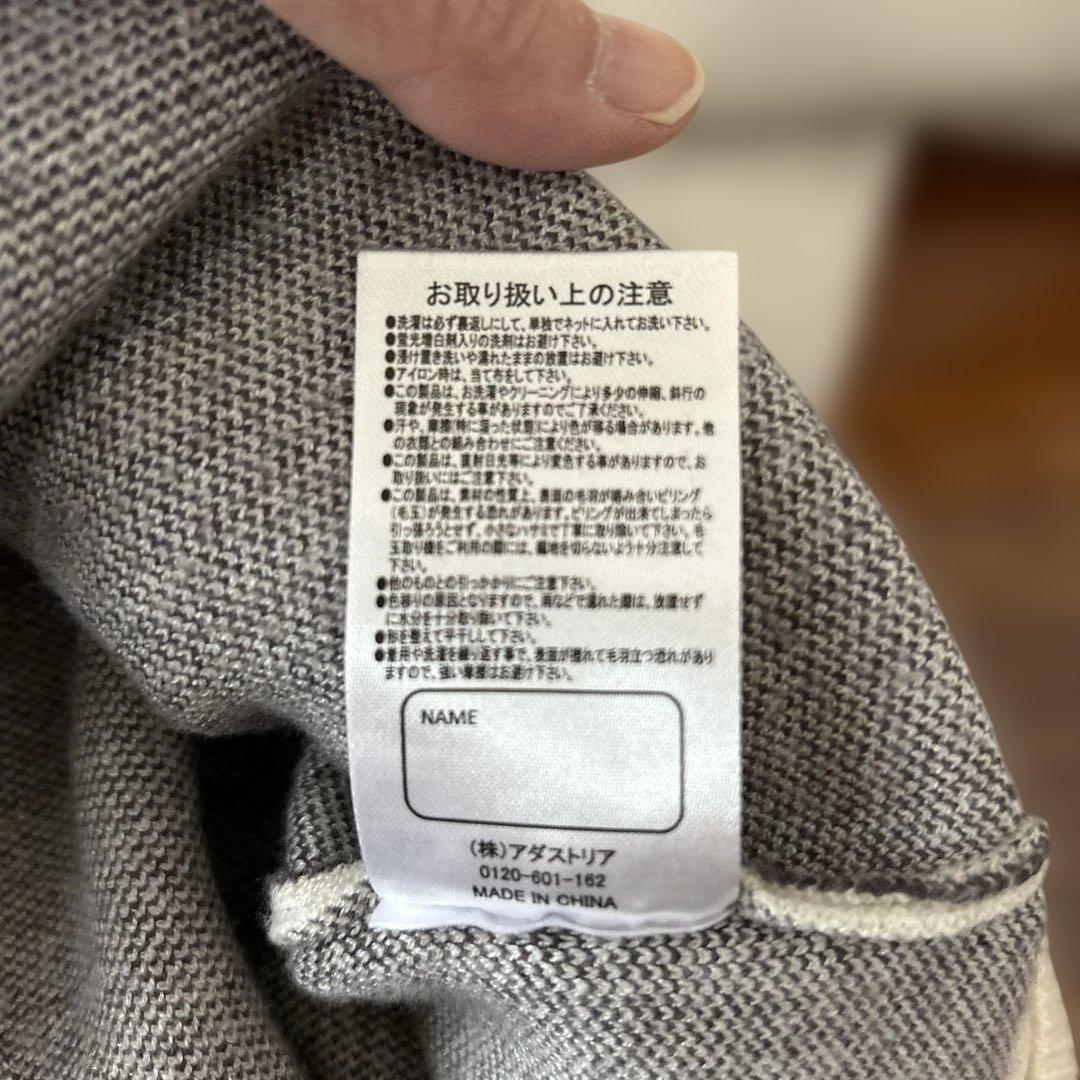 お取り扱い上の注意
●洗濯は必ず裏返しにして、単独でネットに入れてお洗い下さい。
●蛍光増白剤入りの洗剤はお避け下さい。
●浸け置き洗いや濡れたままの放置はお避け下さい。
●アイロン時は、当て布をして下さい。
●この製品は、お洗濯やクリーニングにより多少の伸縮、斜行の
現象が発生する事がありますのでご了承ください。
●汗や、摩擦(特に湿った状態)により色が移る場合があります。他
の衣類との組み合わせにご注意ください。
●この製品は、直射日光等により変色する事がありますので、お
取り扱いにはご注意下さい。
●この製品は、素材の性質上、表面の毛羽が絡み合いピリング
(毛玉)が発生する恐れがあります。ピリングが出来てしまったら
引っ張ろうとせず、小さなハサミで丁寧に取り除いて下さい。毛
玉取り機をご利用の際には、編地を切らないよう十分注意して
下さい。
●他のものとの引っかかりにご注意下さい。
●色移りの原因となりますので、雨などで濡れた際は、放置せず
に水分を十分取り除いて下さい。
●形を整えて平干しして下さい。
●着用や洗濯を繰り返す事で、表面が擦れて毛羽立つ恐れがあり
ますので、強い摩擦はお避け下さい。
NAME
(株)アダストリア
0120-601-162
MADE IN CHINA